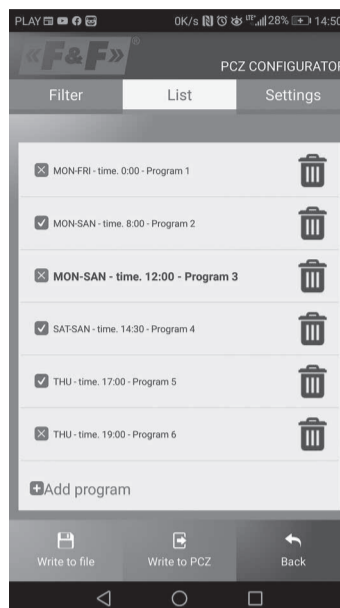 PLAY 0K/s LTE 28% 14:50
«F&F»®
PCZ CONFIGURATOR
Filter List Settings
MON-FRI - time. 0:00 - Program 1
MON-SAN - time. 8:00 - Program 2
MON-SAN - time. 12:00 - Program 3
SAT-SAN - time. 14:30 - Program 4
THU - time. 17:00 - Program 5
THU - time. 19:00 - Program 6
Add program
Write to file Write to PCZ Back